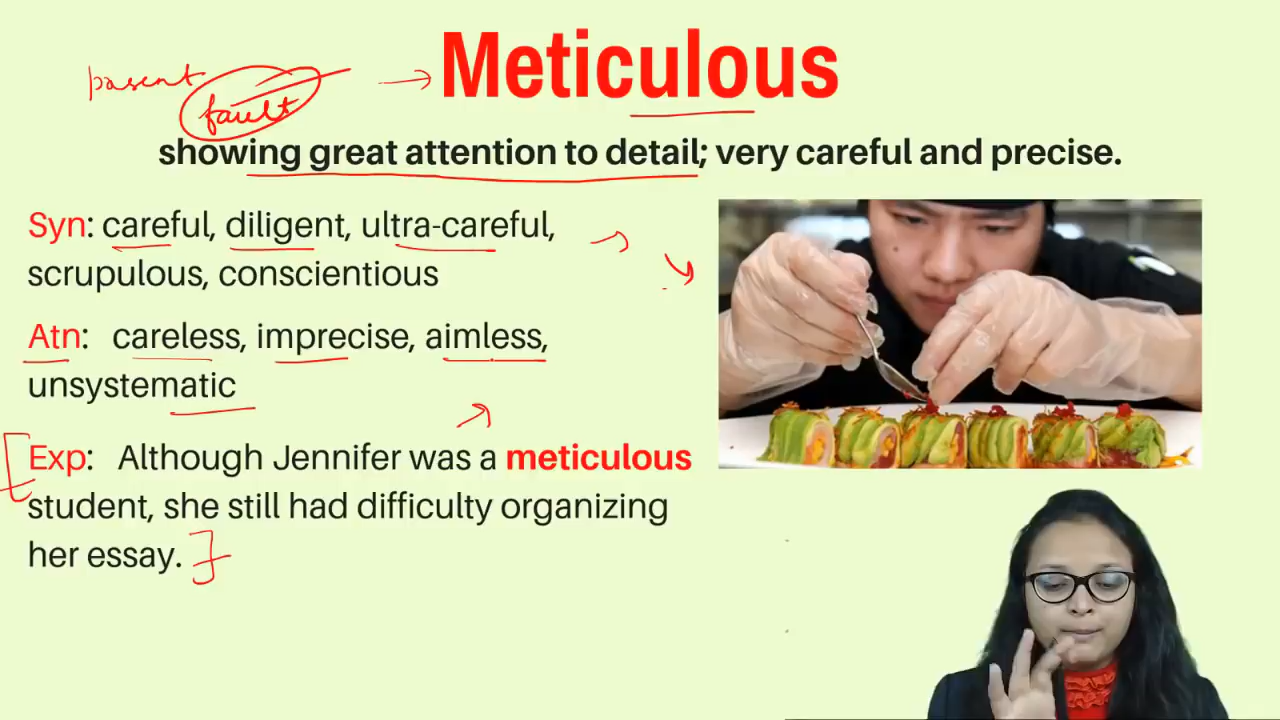 Meticulous
parent
fault
showing great attention to detail; very careful and precise.
Syn: careful, diligent, ultra-careful,
scrupulous, conscientious
Atn: careless, imprecise, aimless,
unsystematic
Exp: Although Jennifer was a meticulous
student, she still had difficulty organizing
her essay.